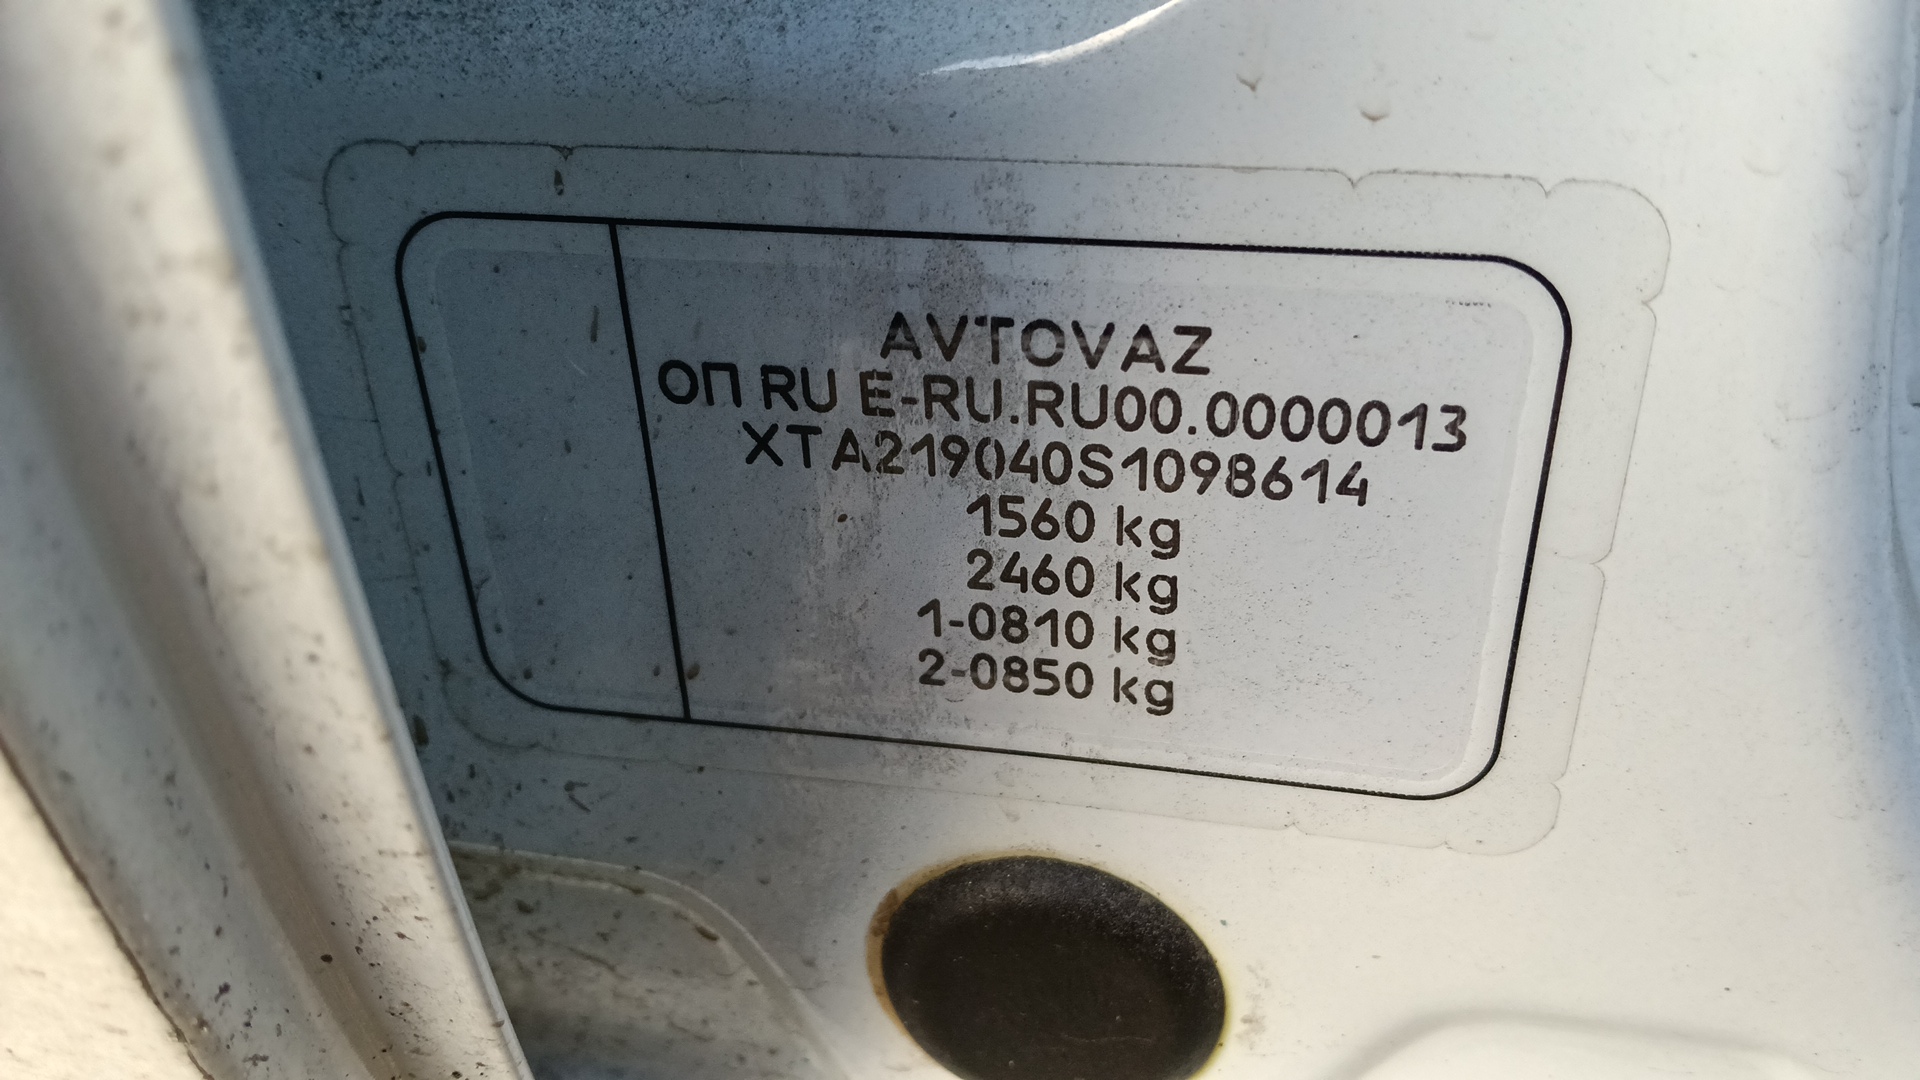 AVTOVAZ
ОП RU E-RU.RU00.0000013
XTA219040S1098614
1560 kg
2460 kg
1-0810 kg
2-0850 kg